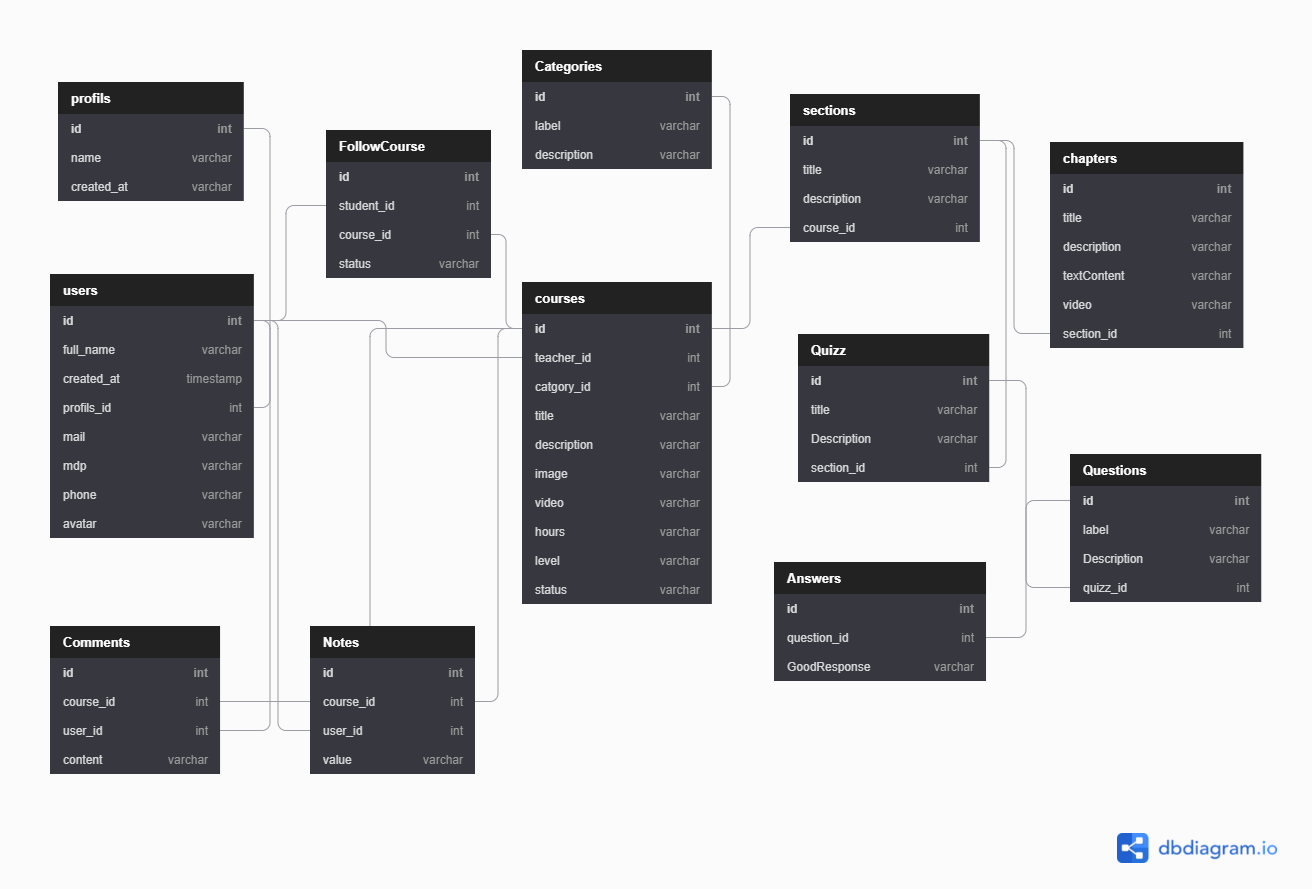 profils
id int
name varchar
created_at varchar
users
id int
full_name varchar
created_at timestamp
profils_id int
mail varchar
mdp varchar
phone varchar
avatar varchar
Comments
id int
course_id int
user_id int
content varchar
FollowCourse
id int
student_id int
course_id int
status varchar
Notes
id int
course_id int
user_id int
value varchar
Categories
id int
label varchar
description varchar
courses
id int
teacher_id int
catgory_id int
title varchar
description varchar
image varchar
video varchar
hours varchar
level varchar
status varchar
sections
id int
title varchar
description varchar
course_id int
Quizz
id int
title varchar
Description varchar
section_id int
Answers
id int
question_id int
GoodResponse varchar
chapters
id int
title varchar
description varchar
textContent varchar
video varchar
section_id int
Questions
id int
label varchar
Description varchar
quizz_id int
dbdiagram.io